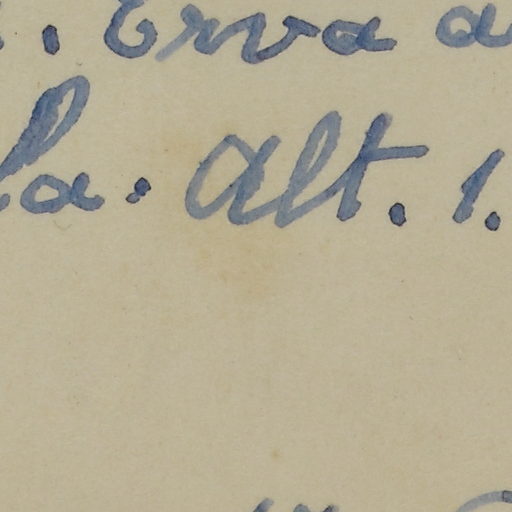 . Erva a
la. Alt. 1.